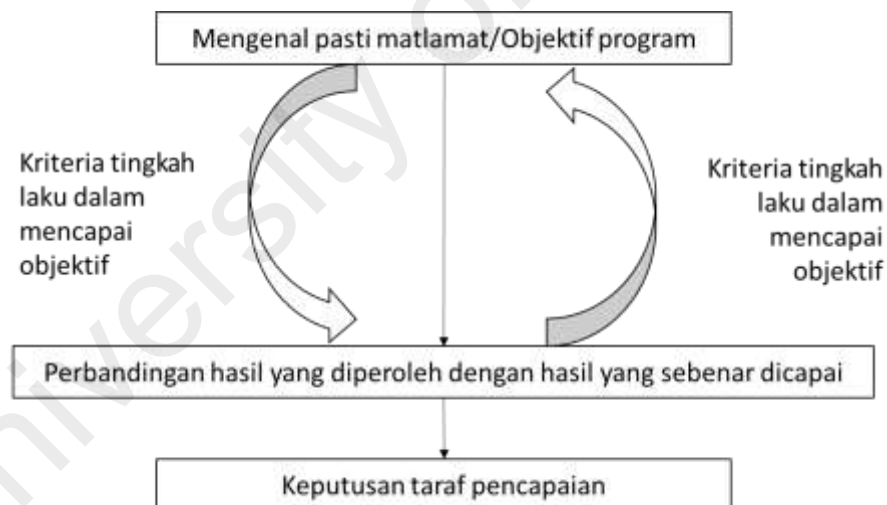 Mengenal pasti matlamat/Objektif program
Kriteria tingkah
laku dalam
mencapai
objektif
Kriteria tingkah
laku dalam
mencapai
objektif
Perbandingan hasil yang diperoleh dengan hasil yang sebenar dicapai
Keputusan taraf pencapaian